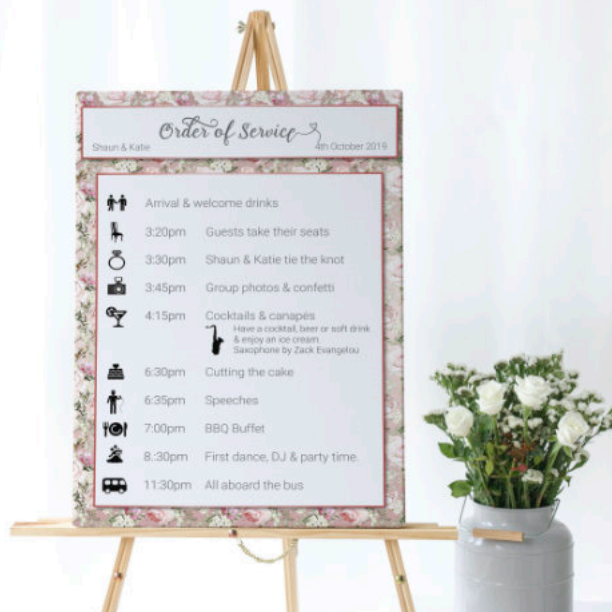 Order of Service
Shaun & Katie 4th October 2019
Arrival & welcome drinks
3:20pm Guests take their seats
3:30pm Shaun & Katie tie the knot
3:45pm Group photos & confetti
4:15pm Cocktails & canapes
Have a cocktail, beer or soft drink
& enjoy an ice cream
Saxophone by Zack Evangelou
6:30pm Cutting the cake
6:35pm Speeches
7:00pm BBQ Buffet
8:30pm First dance, DJ & party time.
11:30pm All aboard the bus